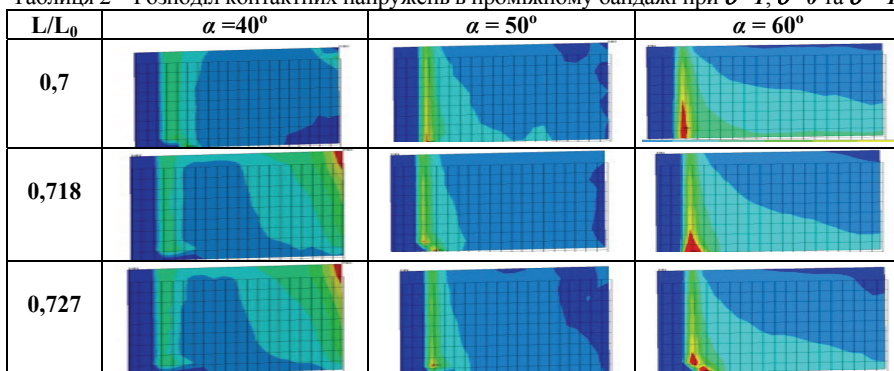 Таблиця 2 – Розподіл контактних напружень в проміжному бандажі при
L/L₀ α =40º α = 50º α = 60º
0,7
0,718
0,727